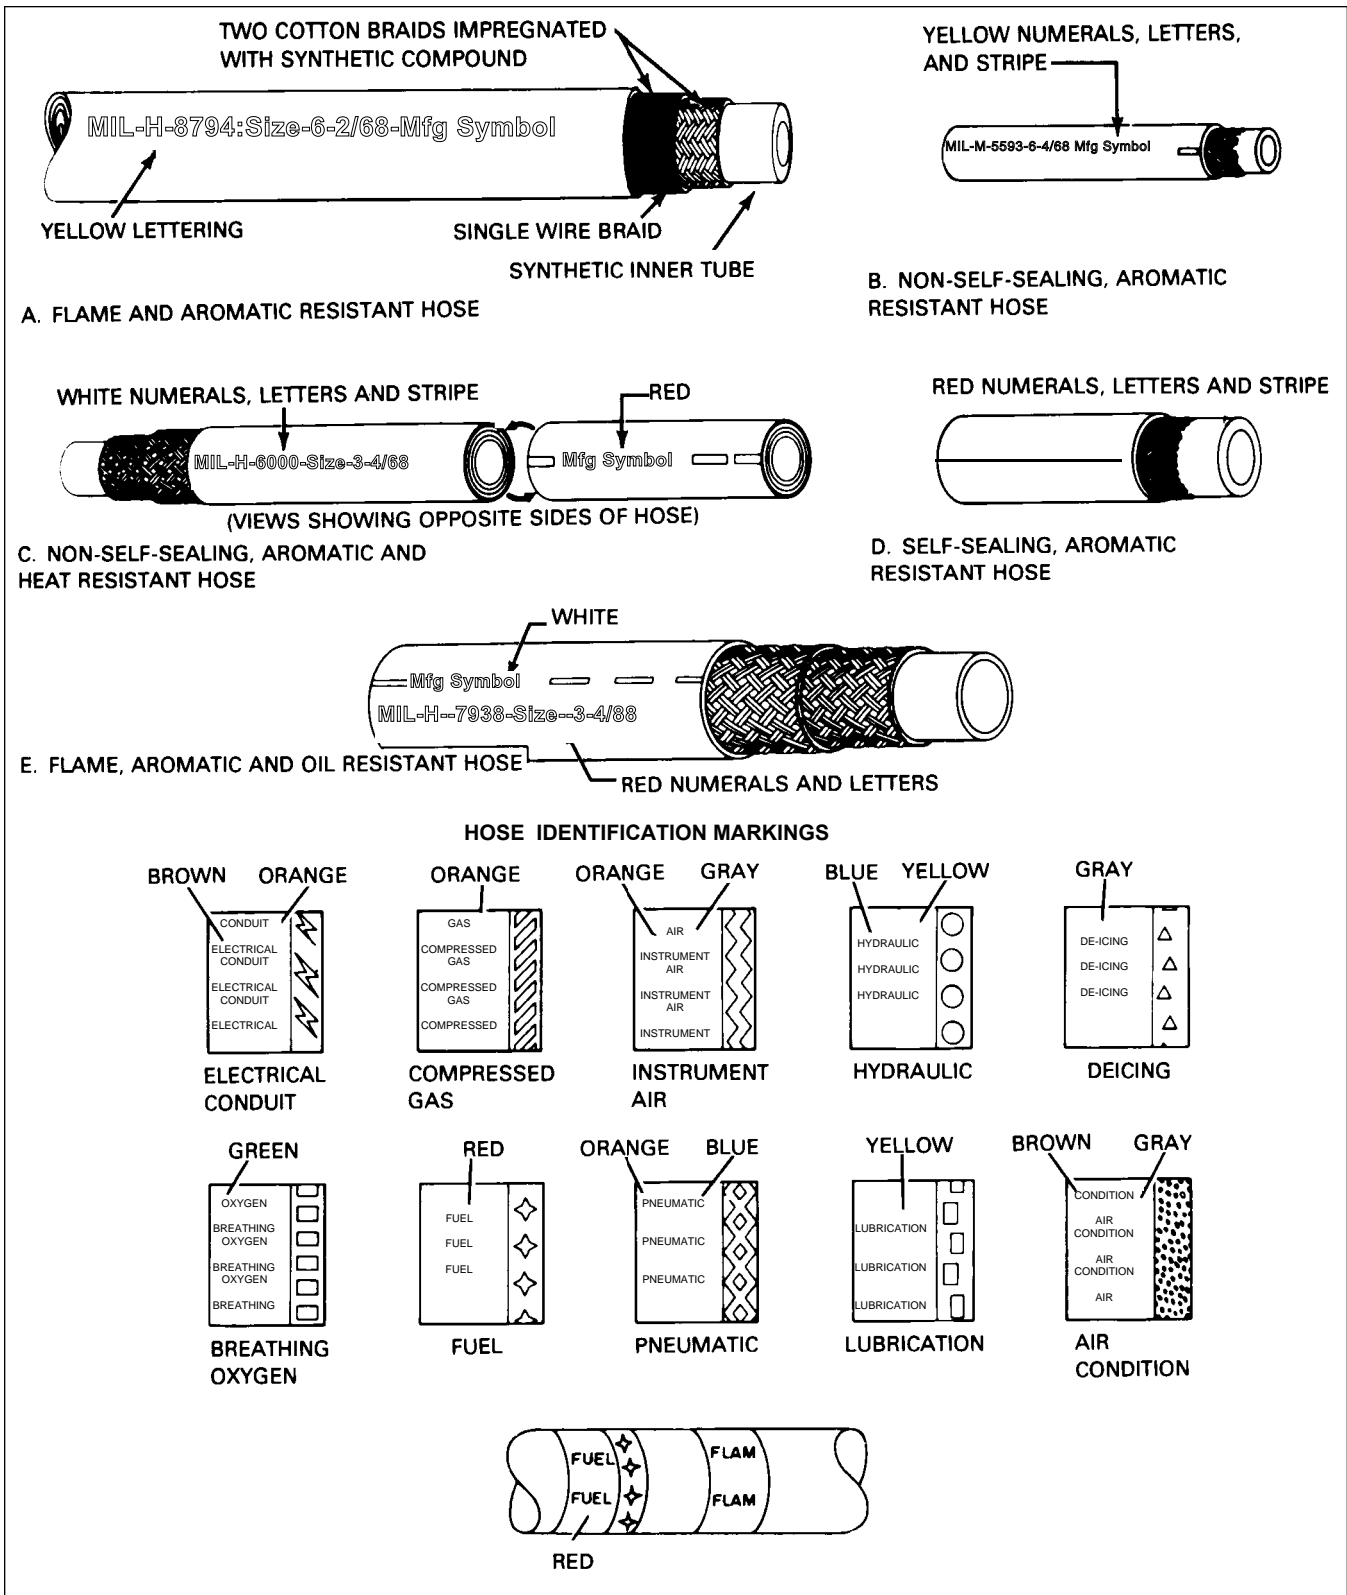 TWO COTTON BRAIDS IMPREGNATED
WITH SYNTHETIC COMPOUND
MIL-H-8794:Size-6-2/68-Mfg Symbol
YELLOW LETTERING
SINGLE WIRE BRAID
SYNTHETIC INNER TUBE
A. FLAME AND AROMATIC RESISTANT HOSE
YELLOW NUMERALS, LETTERS,
AND STRIPE
MIL-M-5593-6-4/68 Mfg Symbol
B. NON-SELF-SEALING, AROMATIC
RESISTANT HOSE
WHITE NUMERALS, LETTERS AND STRIPE
RED
MIL-H-6000-Size-3-4/68
Mfg Symbol
(VIEWS SHOWING OPPOSITE SIDES OF HOSE)
C. NON-SELF-SEALING, AROMATIC AND
HEAT RESISTANT HOSE
RED NUMERALS, LETTERS AND STRIPE
D. SELF-SEALING, AROMATIC
RESISTANT HOSE
WHITE
Mfg Symbol
MIL-H--7938-Size--3-4/88
E. FLAME, AROMATIC AND OIL RESISTANT HOSE
RED NUMERALS AND LETTERS
HOSE IDENTIFICATION MARKINGS
BROWN ORANGE
CONDUIT
ELECTRICAL
CONDUIT
ELECTRICAL
CONDUIT
ELECTRICAL
ELECTRICAL
CONDUIT
ORANGE
GAS
COMPRESSED
GAS
COMPRESSED
GAS
COMPRESSED
COMPRESSED
GAS
ORANGE GRAY
AIR
INSTRUMENT
AIR
INSTRUMENT
AIR
INSTRUMENT
INSTRUMENT
AIR
BLUE YELLOW
HYDRAULIC
HYDRAULIC
HYDRAULIC
HYDRAULIC
GRAY
DE-ICING
DE-ICING
DE-ICING
DEICING
GREEN
OXYGEN
BREATHING
OXYGEN
BREATHING
OXYGEN
BREATHING
BREATHING
OXYGEN
RED
FUEL
FUEL
FUEL
FUEL
ORANGE BLUE
PNEUMATIC
PNEUMATIC
PNEUMATIC
PNEUMATIC
YELLOW
LUBRICATION
LUBRICATION
LUBRICATION
LUBRICATION
BROWN GRAY
CONDITION
AIR
CONDITION
AIR
CONDITION
AIR
AIR
CONDITION
FUEL FLAM
FUEL FLAM
RED